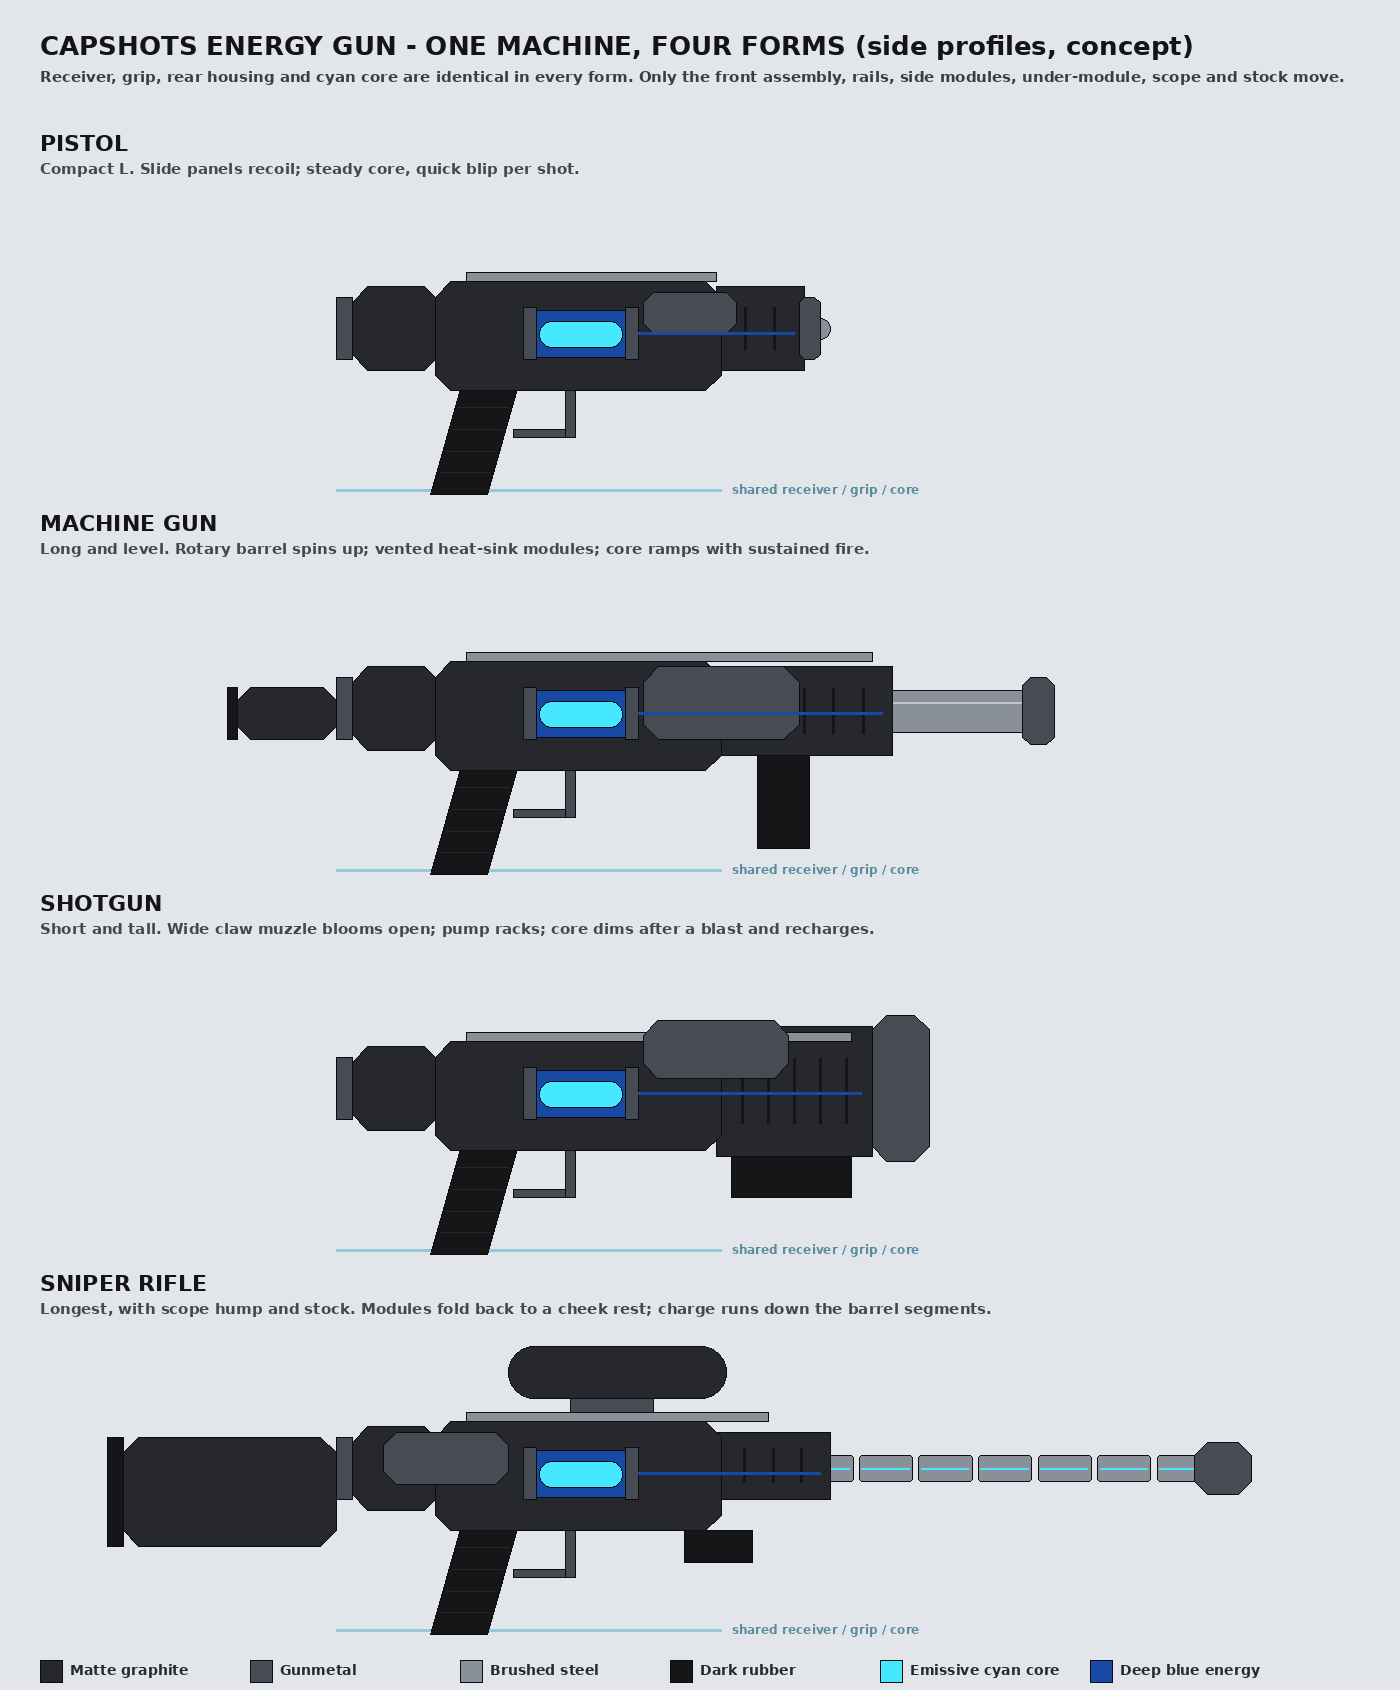 CAPSHOTS ENERGY GUN - ONE MACHINE, FOUR FORMS (side profiles, concept)
Receiver, grip, rear housing and cyan core are identical in every form. Only the front assembly, rails, side modules, under-module, scope and stock move.
PISTOL
Compact L. Slide panels recoil; steady core, quick blip per shot.
shared receiver / grip / core
MACHINE GUN
Long and level. Rotary barrel spins up; vented heat-sink modules; core ramps with sustained fire.
shared receiver / grip / core
SHOTGUN
Short and tall. Wide claw muzzle blooms open; pump racks; core dims after a blast and recharges.
shared receiver / grip / core
SNIPER RIFLE
Longest, with scope hump and stock. Modules fold back to a cheek rest; charge runs down the barrel segments.
shared receiver / grip / core
Matte graphite
Gunmetal
Brushed steel
Dark rubber
Emissive cyan core
Deep blue energy